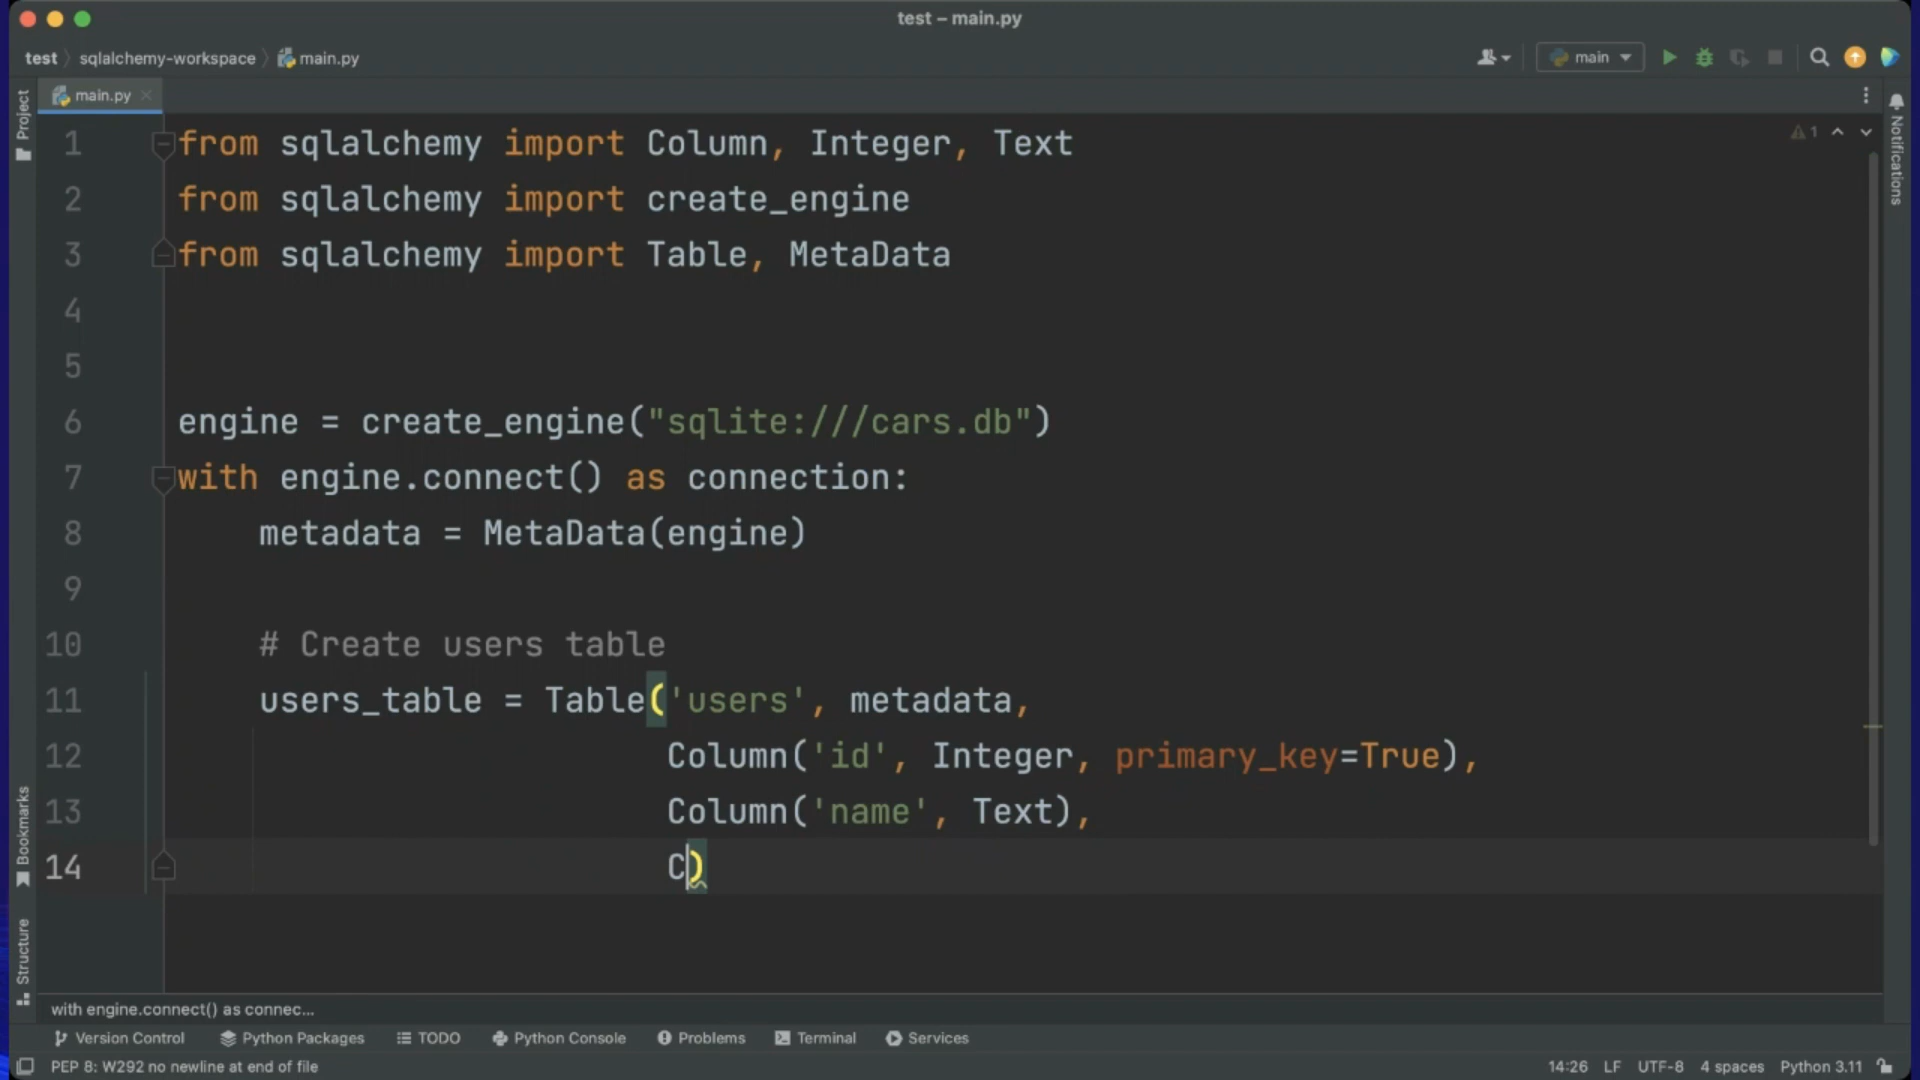 test – main.py
test
sqlalchemy-workspace
main.py
main
main.py
Project
1
Notifications
1 from sqlalchemy import Column, Integer, Text
2 from sqlalchemy import create_engine
3 from sqlalchemy import Table, MetaData
4
5
6 engine = create_engine("sqlite:///cars.db")
7 with engine.connect() as connection:
8 metadata = MetaData(engine)
9
10 # Create users table
11 users_table = Table('users', metadata,
12 Column('id', Integer, primary_key=True),
13 Column('name', Text),
14 C)
Bookmarks
Structure
with engine.connect() as connec...
Version Control
Python Packages
TODO
Python Console
Problems
Terminal
Services
PEP 8: W292 no newline at end of file
14:26 LF UTF-8 4 spaces Python 3.11